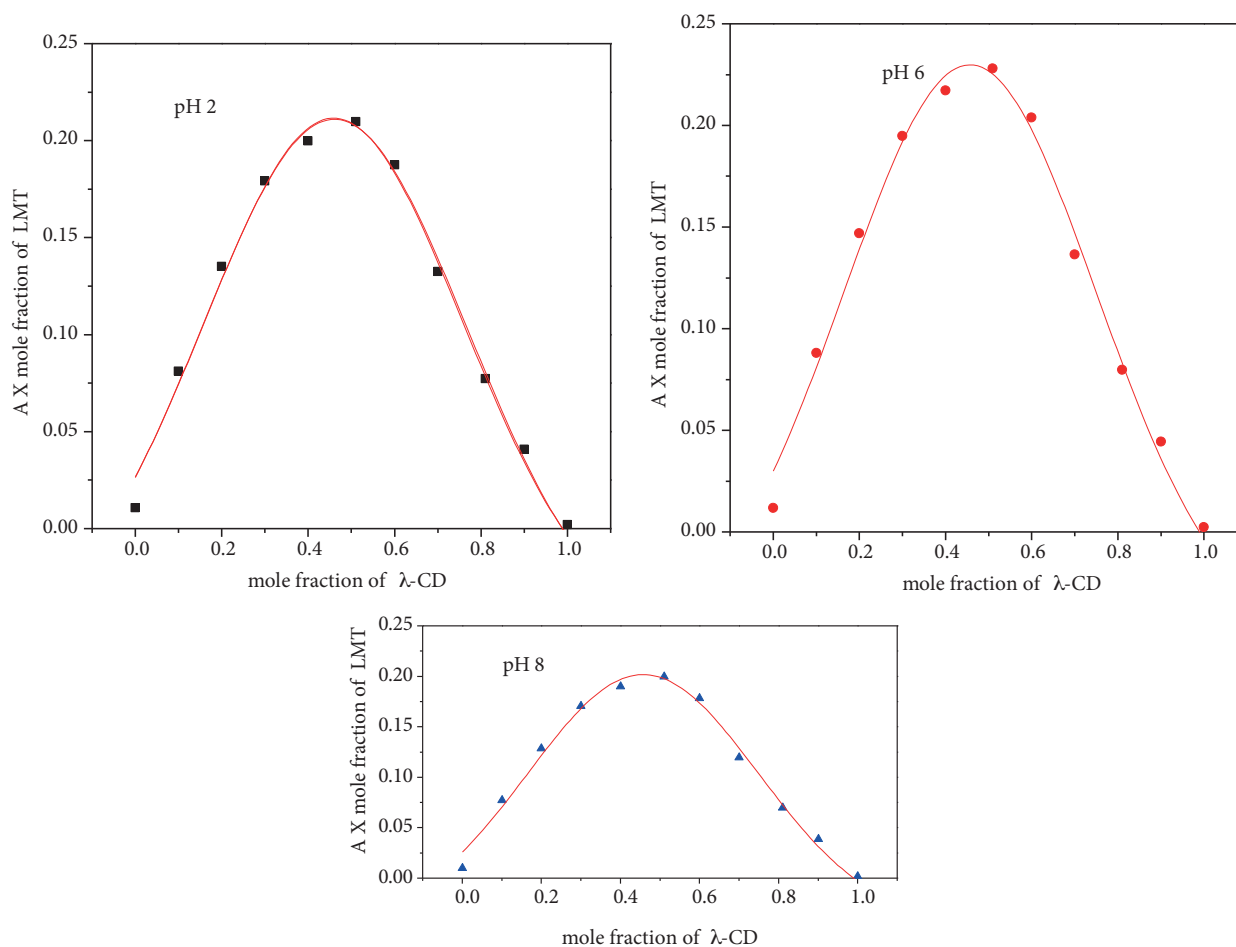 pH 2
A X mole fraction of LMT
0.25
0.20
0.15
0.10
0.05
0.00
0.0 0.2 0.4 0.6 0.8 1.0
mole fraction of λ-CD
pH 6
A X mole fraction of LMT
0.25
0.20
0.15
0.10
0.05
0.00
0.0 0.2 0.4 0.6 0.8 1.0
mole fraction of λ-CD
pH 8
A X mole fraction of LMT
0.25
0.20
0.15
0.10
0.05
0.00
0.0 0.2 0.4 0.6 0.8 1.0
mole fraction of λ-CD